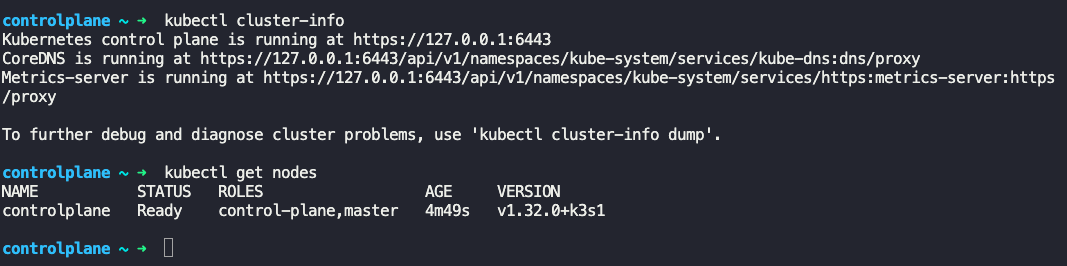 controlplane ~ ➜  kubectl cluster-info
Kubernetes control plane is running at https://127.0.0.1:6443
CoreDNS is running at https://127.0.0.1:6443/api/v1/namespaces/kube-system/services/kube-dns:dns/proxy
Metrics-server is running at https://127.0.0.1:6443/api/v1/namespaces/kube-system/services/https:metrics-server:https
/proxy

To further debug and diagnose cluster problems, use 'kubectl cluster-info dump'.

controlplane ~ ➜  kubectl get nodes
NAME           STATUS   ROLES                  AGE     VERSION
controlplane   Ready    control-plane,master   4m49s   v1.32.0+k3s1

controlplane ~ ➜